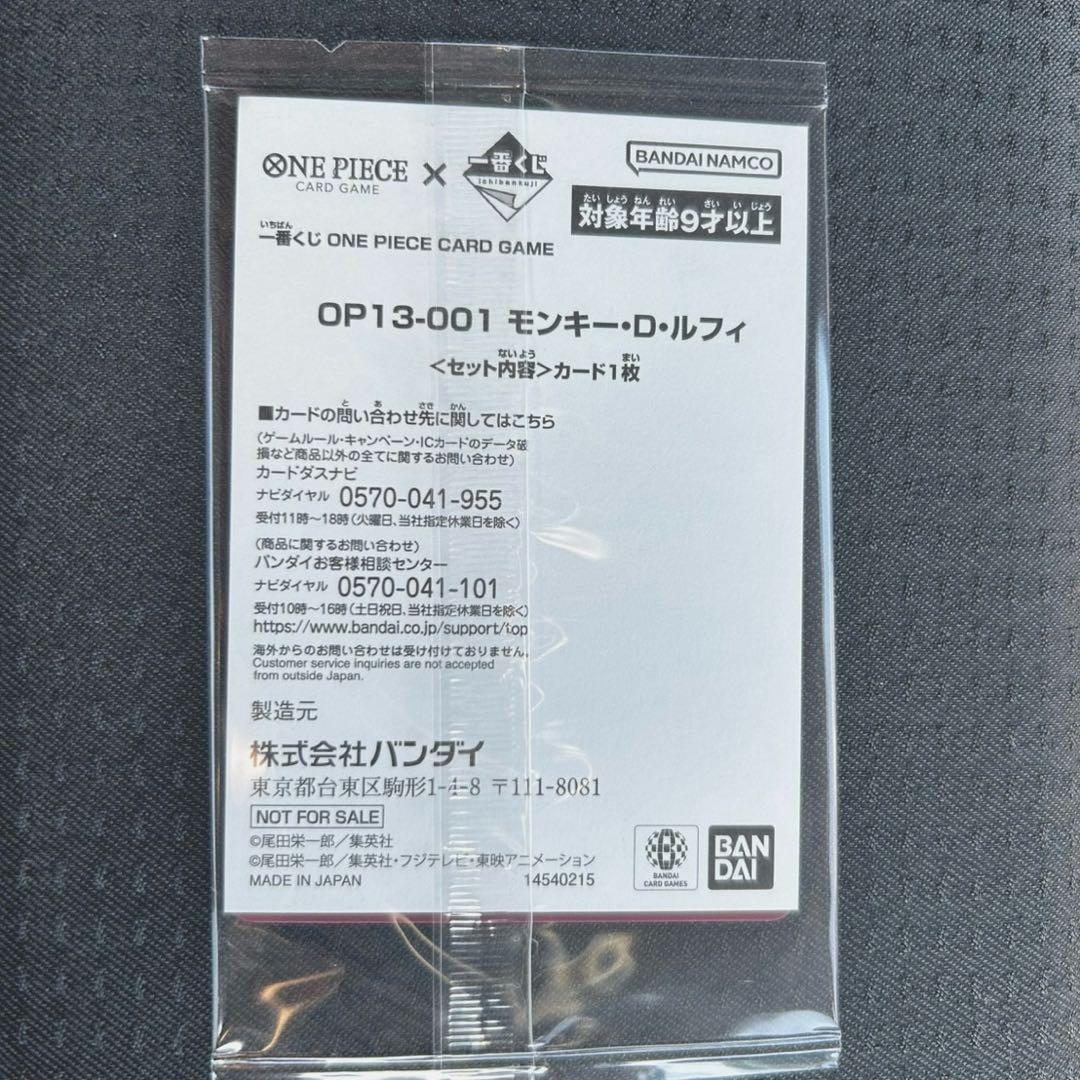 ONE PIECE
CARD GAME
×
一番くじ
ichibankuji
BANDAI NAMCO
たいしょうねんれい さいいじょう
対象年齢9才以上
いちばん
一番くじ ONE PIECE CARD GAME
OP13-001 モンキー・D・ルフィ
ないよう まい
<セット内容>カード1枚
と あ さき かん
■カードの問い合わせ先に関してはこちら
(ゲームルール・キャンペーン・ICカードのデータ破
損など商品以外の全てに関するお問い合わせ)
カードダスナビ
ナビダイヤル 0570-041-955
受付11時~18時(火曜日、当社指定休業日を除く)
(商品に関するお問い合わせ)
バンダイお客様相談センター
ナビダイヤル 0570-041-101
受付10時~16時(土日祝日、当社指定休業日を除く)
https://www.bandai.co.jp/support/top
海外からのお問い合わせは受け付けておりません。
Customer service inquiries are not accepted
from outside Japan.
製造元
株式会社バンダイ
東京都台東区駒形1-4-8 〒111-8081
NOT FOR SALE
©尾田栄一郎/集英社
©尾田栄一郎/集英社・フジテレビ・東映アニメーション
MADE IN JAPAN 14540215
BANDAI
CARD GAMES
BAN
DAI